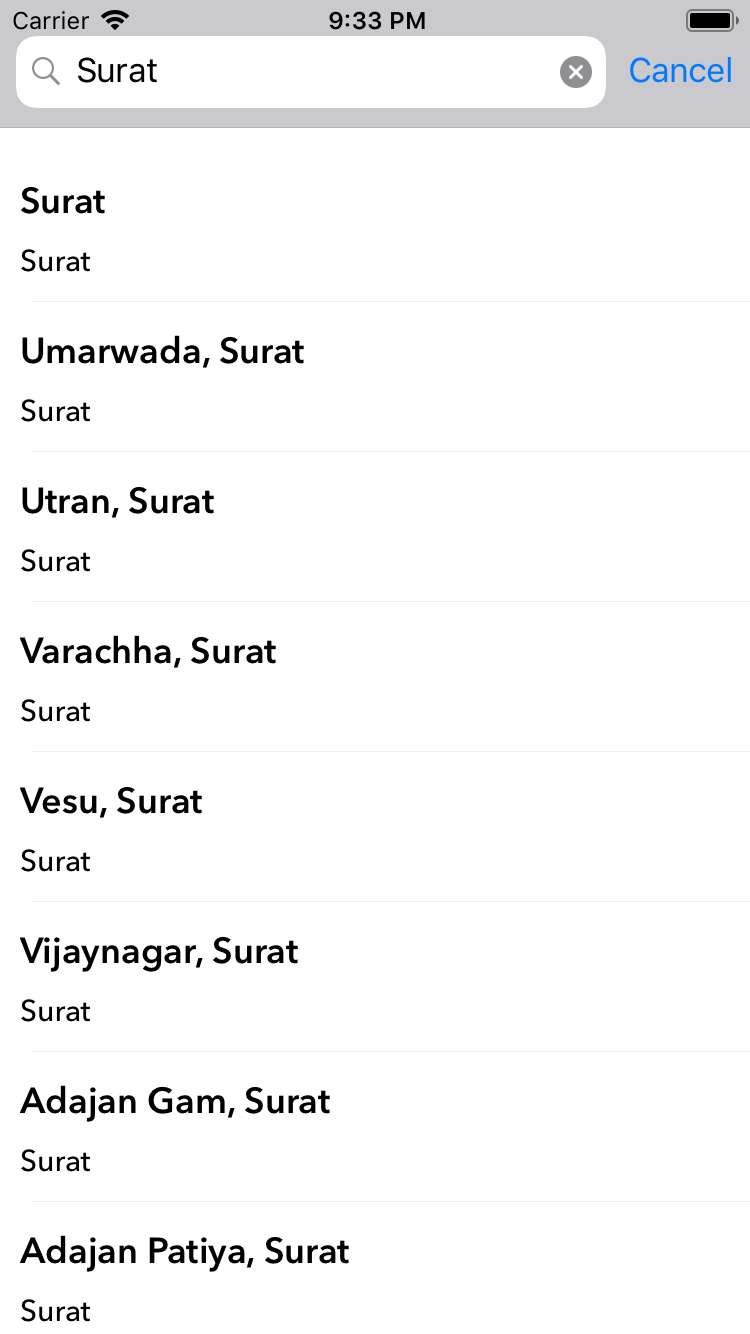 Carrier 9:33 PM
Surat Cancel
Surat
Surat
Umarwada, Surat
Surat
Utran, Surat
Surat
Varachha, Surat
Surat
Vesu, Surat
Surat
Vijaynagar, Surat
Surat
Adajan Gam, Surat
Surat
Adajan Patiya, Surat
Surat